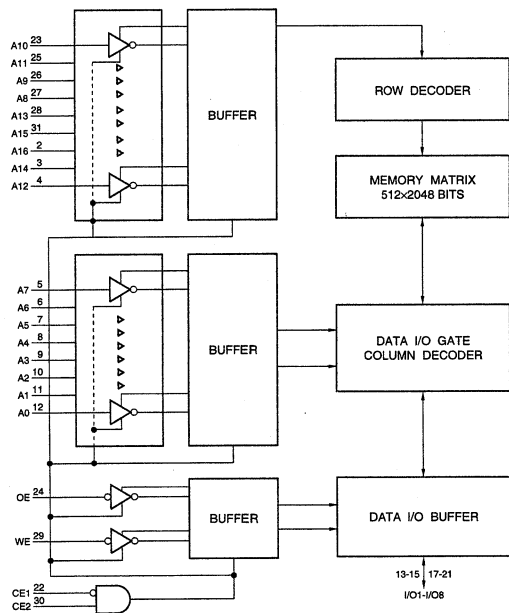 A10 23
A11 25
A9 26
A8 27
A13 28
A15 31
A16 2
A14 3
A12 4
BUFFER
ROW DECODER
MEMORY MATRIX
512×2048 BITS
A7 5
A6 6
A5 7
A4 8
A3 9
A2 10
A1 11
A0 12
BUFFER
DATA I/O GATE
COLUMN DECODER
OE 24
WE 29
BUFFER
DATA I/O BUFFER
CE1 22
CE2 30
13-15 17-21
I/O1-I/O8